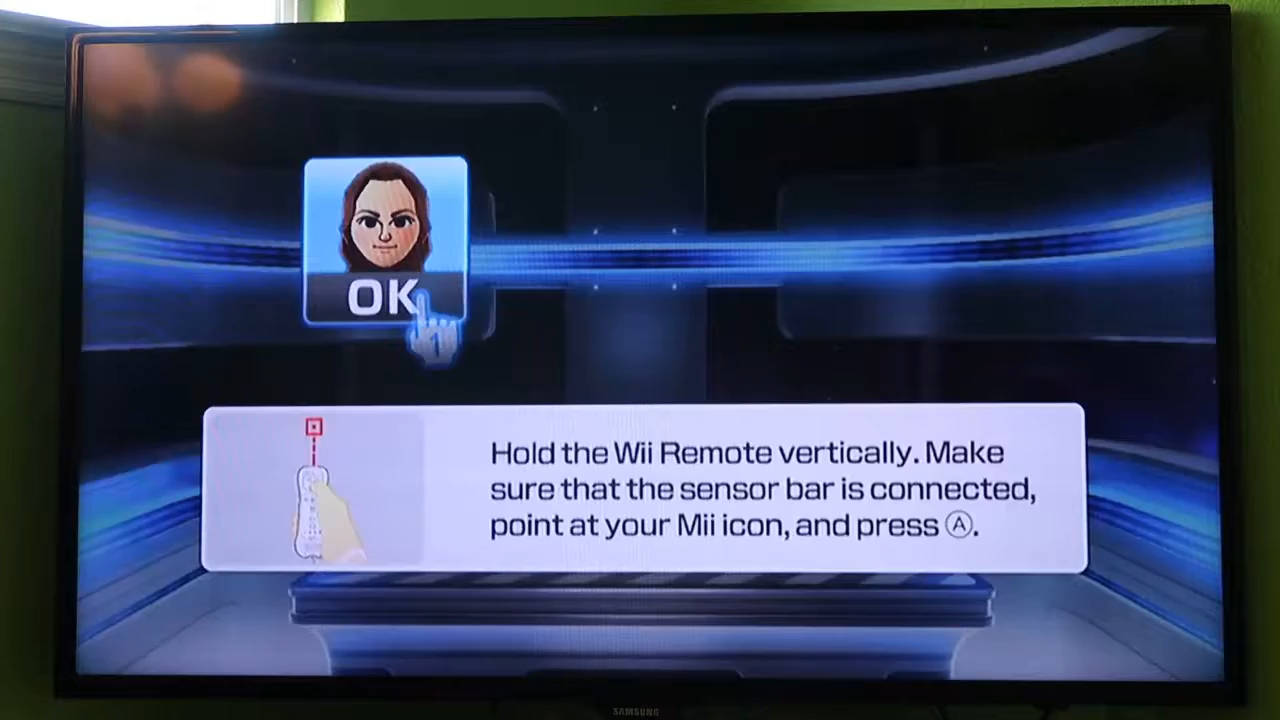 OK
1
Hold the Wii Remote vertically. Make
sure that the sensor bar is connected,
point at your Mii icon, and press Ⓐ.
SAMSUNG